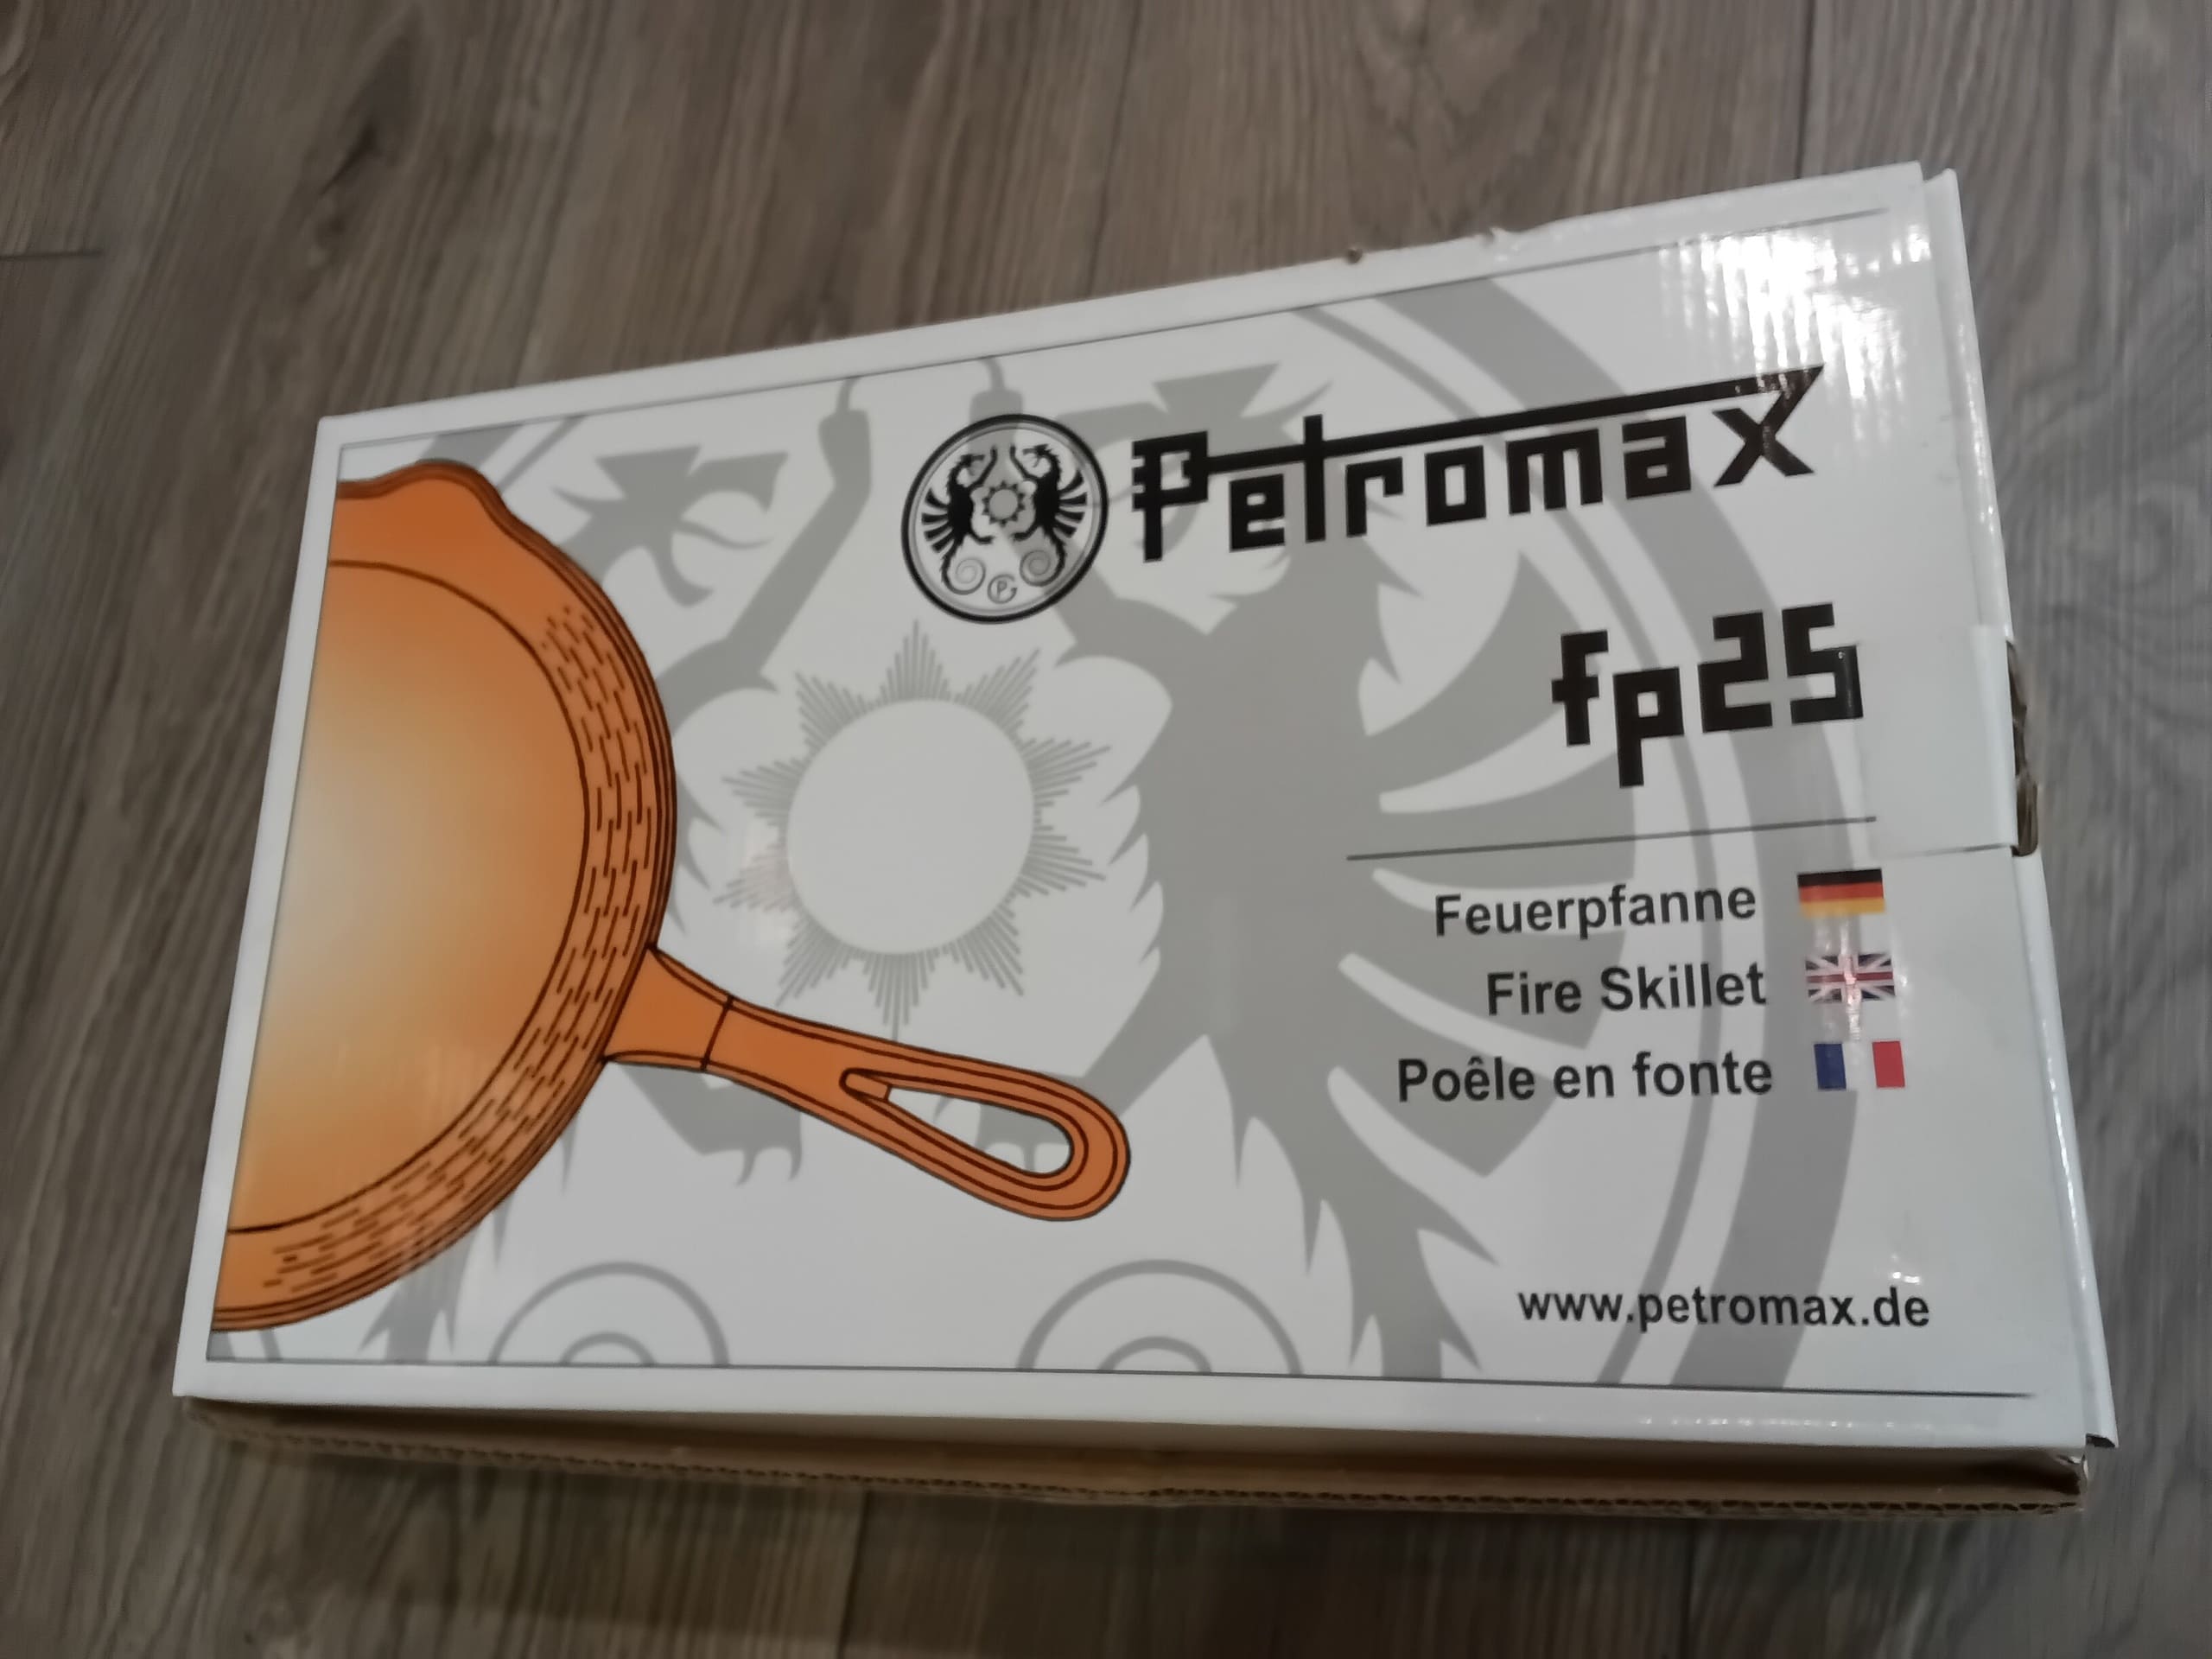 Petromax
fp25
Feuerpfanne
Fire Skillet
Poêle en fonte
www.petromax.de